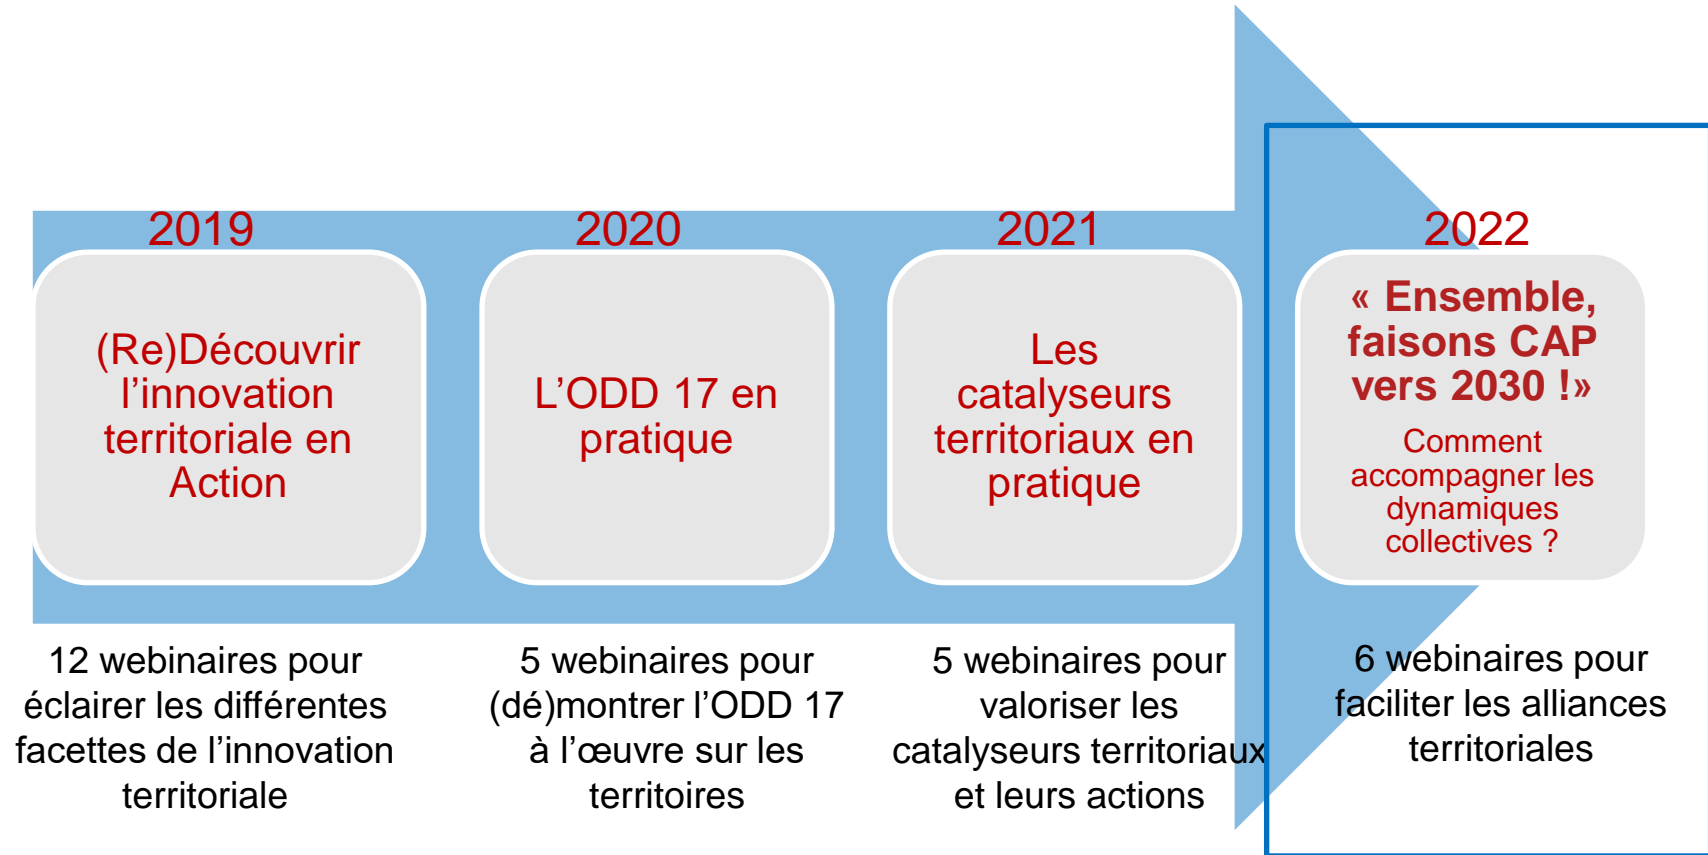 2019
(Re)Découvrir
l’innovation
territoriale en
Action
12 webinaires pour
éclairer les différentes
facettes de l’innovation
territoriale
2020
L’ODD 17 en
pratique
5 webinaires pour
(dé)montrer l’ODD 17
à l’œuvre sur les
territoires
2021
Les
catalyseurs
territoriaux en
pratique
5 webinaires pour
valoriser les
catalyseurs territoriaux
et leurs actions
2022
« Ensemble,
faisons CAP
vers 2030 !»
Comment
accompagner les
dynamiques
collectives ?
6 webinaires pour
faciliter les alliances
territoriales